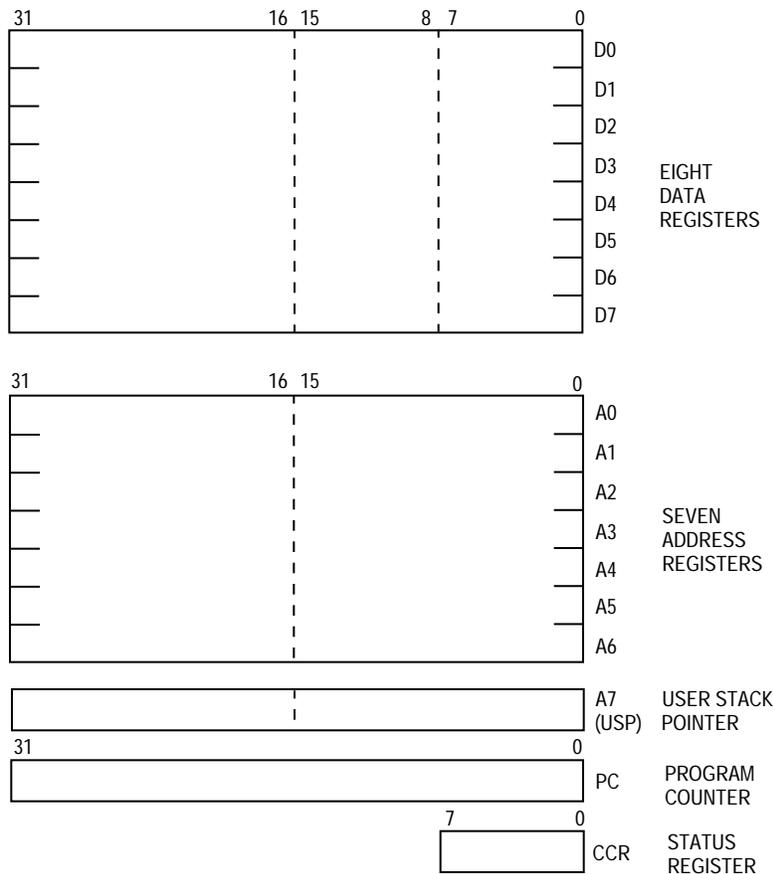 31 16 15 8 7 0
D0
D1
D2
D3
D4
D5
D6
D7
EIGHT
DATA
REGISTERS
31 16 15 0
A0
A1
A2
A3
A4
A5
A6
SEVEN
ADDRESS
REGISTERS
A7
(USP)
USER STACK
POINTER
31 0
PC
PROGRAM
COUNTER
7 0
CCR
STATUS
REGISTER